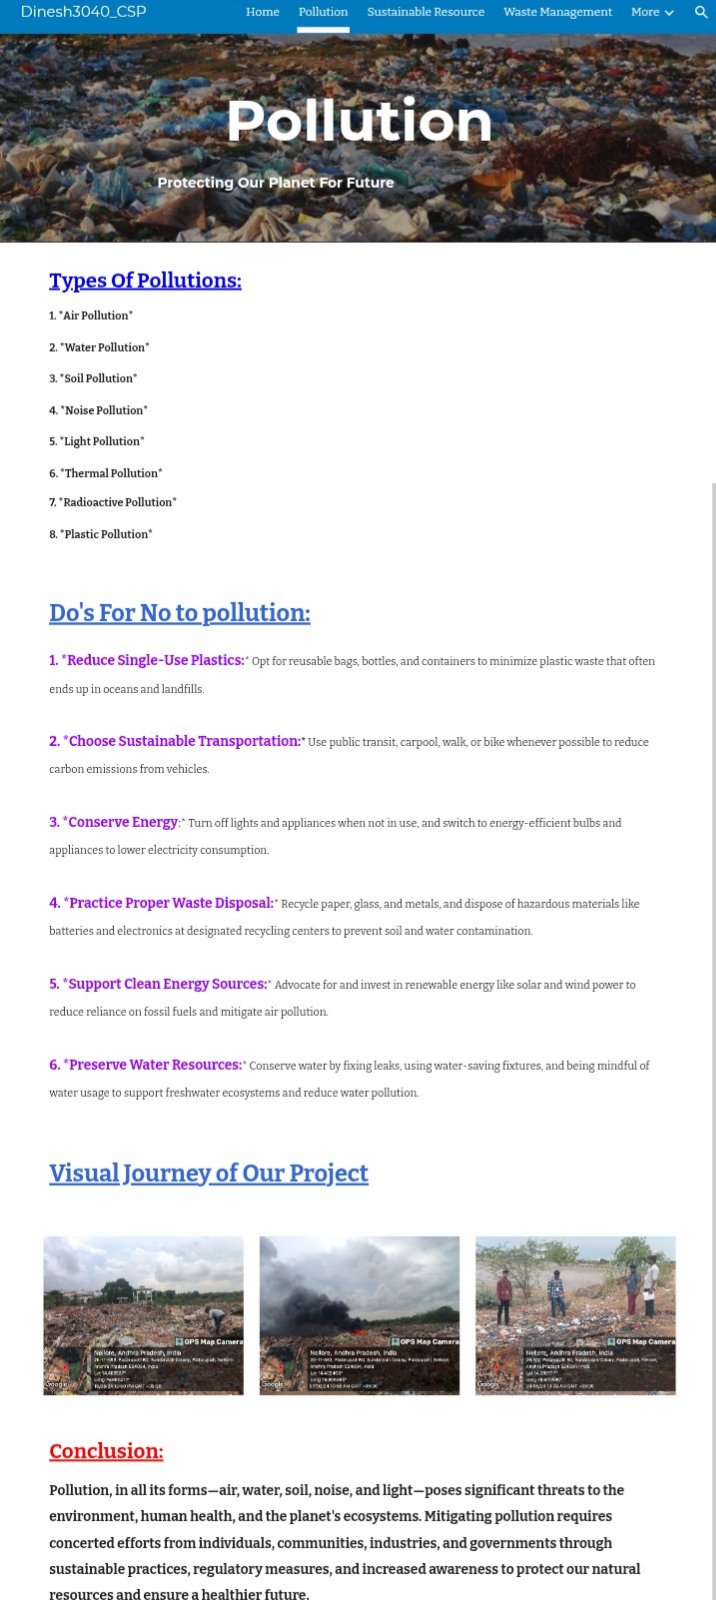 Dinesh3040_CSP
Home Pollution Sustainable Resource Waste Management More
Pollution
Protecting Our Planet For Future
Types Of Pollutions:
1. *Air Pollution*
2. *Water Pollution*
3. *Soil Pollution*
4. *Noise Pollution*
5. *Light Pollution*
6. *Thermal Pollution*
7. *Radioactive Pollution*
8. *Plastic Pollution*
Do's For No to pollution:
1. *Reduce Single-Use Plastics:* Opt for reusable bags, bottles, and containers to minimize plastic waste that often
ends up in oceans and landfills.
2. *Choose Sustainable Transportation:* Use public transit, carpool, walk, or bike whenever possible to reduce
carbon emissions from vehicles.
3. *Conserve Energy:* Turn off lights and appliances when not in use, and switch to energy-efficient bulbs and
appliances to lower electricity consumption.
4. *Practice Proper Waste Disposal:* Recycle paper, glass, and metals, and dispose of hazardous materials like
batteries and electronics at designated recycling centers to prevent soil and water contamination.
5. *Support Clean Energy Sources:* Advocate for and invest in renewable energy like solar and wind power to
reduce reliance on fossil fuels and mitigate air pollution.
6. *Preserve Water Resources:* Conserve water by fixing leaks, using water-saving fixtures, and being mindful of
water usage to support freshwater ecosystems and reduce water pollution.
Visual Journey of Our Project
GPS Map Camera
Nellore, Andhra Pradesh, India
Google
GPS Map Camera
Nellore, Andhra Pradesh, India
Google
GPS Map Camera
Nellore, Andhra Pradesh, India
Google
Conclusion:
Pollution, in all its forms—air, water, soil, noise, and light—poses significant threats to the
environment, human health, and the planet's ecosystems. Mitigating pollution requires
concerted efforts from individuals, communities, industries, and governments through
sustainable practices, regulatory measures, and increased awareness to protect our natural
resources and ensure a healthier future.